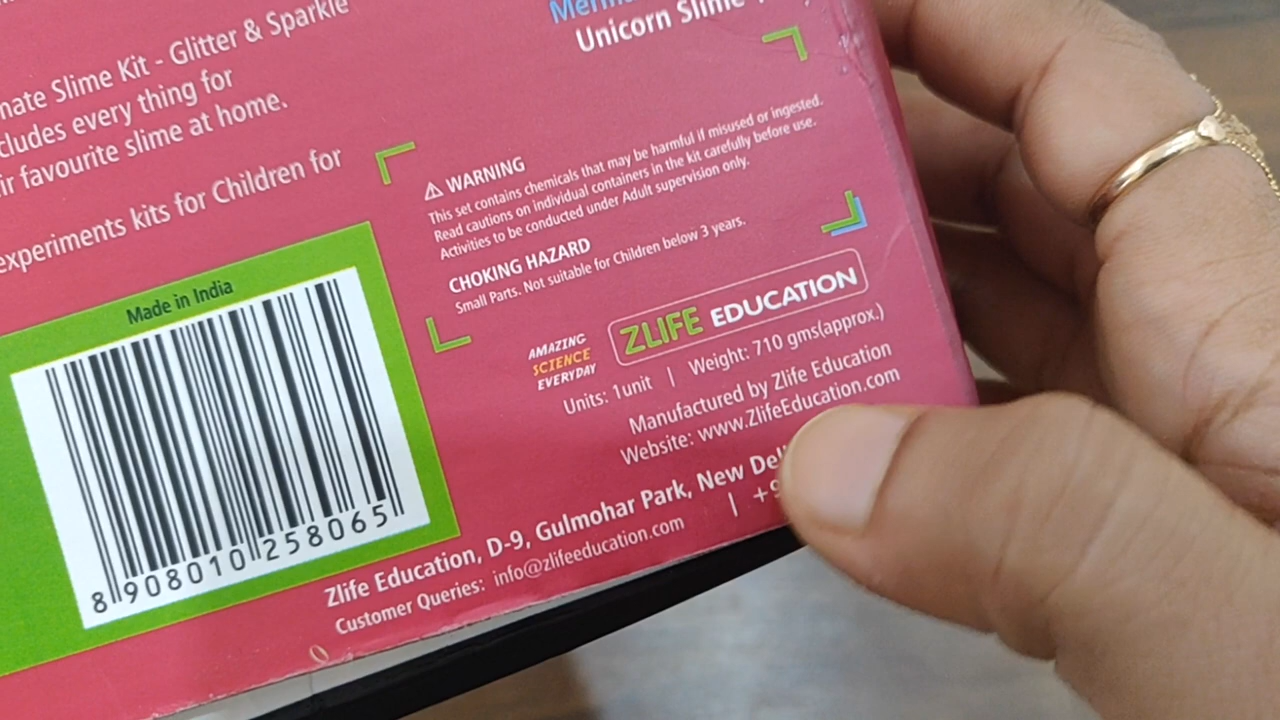 Slime Kit - Glitter & Sparkle
every thing for
favourite slime at home.
experiments kits for Children for
Unicorn Slime
WARNING
This set contains chemicals that may be harmful if misused or ingested.
Read cautions on individual containers in the kit carefully before use.
Activities to be conducted under Adult supervision only.
CHOKING HAZARD
Small Parts. Not suitable for Children below 3 years.
Made in India
8 908010 258065
AMAZING
SCIENCE
EVERYDAY
ZLIFE EDUCATION
Units: 1unit | Weight: 710 gms(approx.)
Manufactured by Zlife Education
Website: www.ZlifeEducation.com
Zlife Education, D-9, Gulmohar Park, New
Customer Queries: info@zlifeeducation.com |